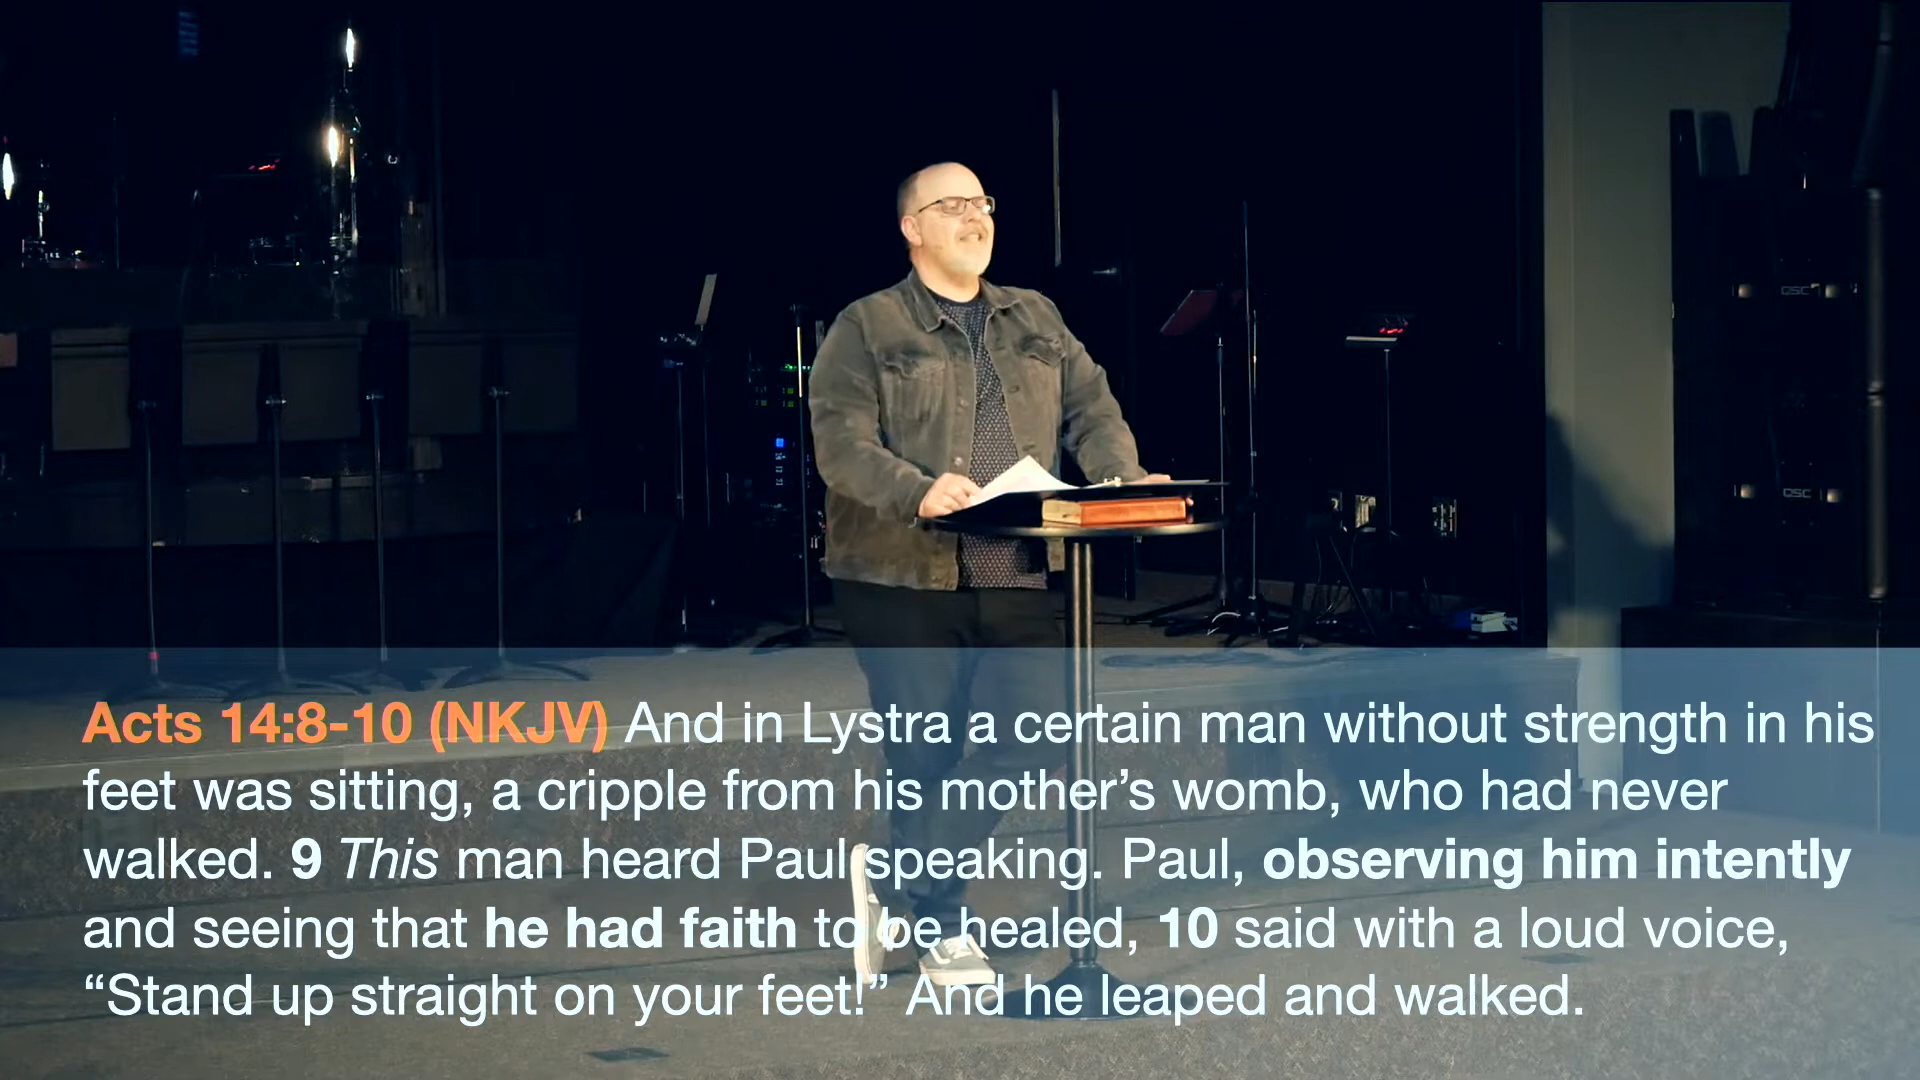 Acts 14:8-10 (NKJV) And in Lystra a certain man without strength in his
feet was sitting, a cripple from his mother’s womb, who had never
walked. 9 This man heard Paul speaking. Paul, observing him intently
and seeing that he had faith to be healed, 10 said with a loud voice,
“Stand up straight on your feet!” And he leaped and walked.
QSC
QSC